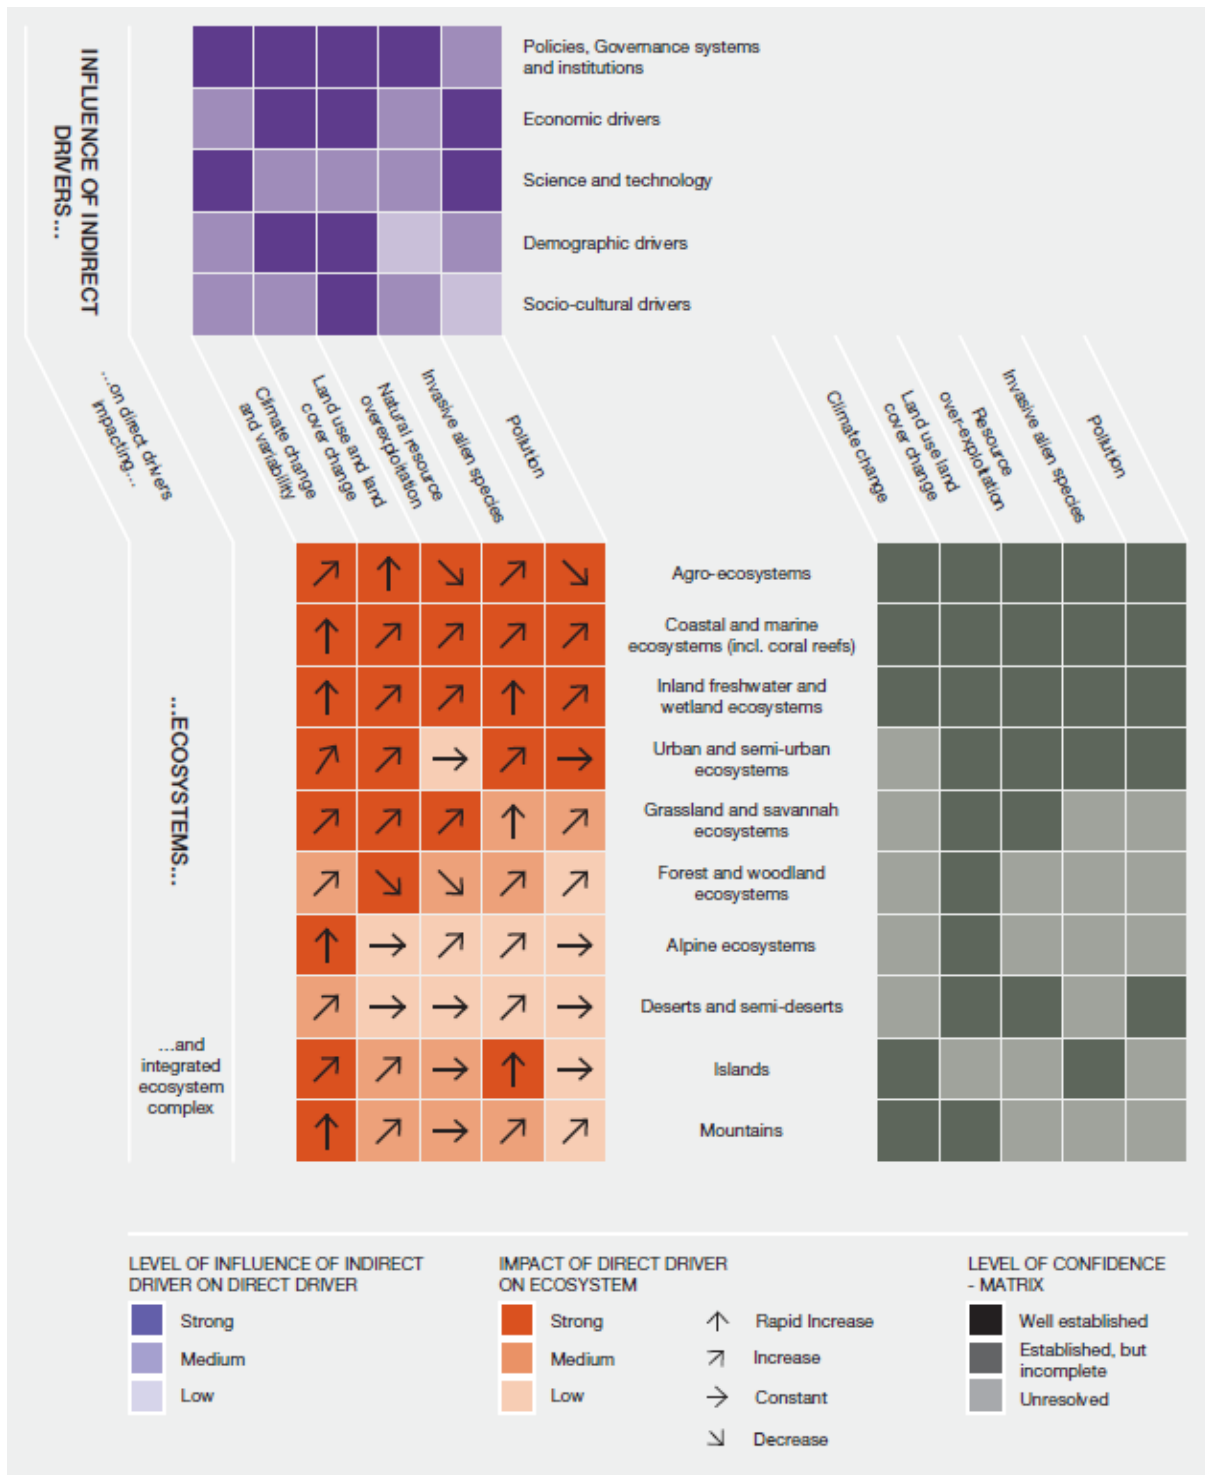 INFLUENCE OF INDIRECT
DRIVERS...
Policies, Governance systems
and institutions
Economic drivers
Science and technology
Demographic drivers
Socio-cultural drivers
...on direct drivers
impacting...
Climate change
and variability
Land use and land
cover change
Natural resource
overexploitation
Invasive alien species
Pollution
Climate change
Land use land
cover change
Resource
over-exploitation
Invasive alien species
Pollution
...ECOSYSTEMS...
...and
integrated
ecosystem
complex
Agro-ecosystems
Coastal and marine
ecosystems (incl. coral reefs)
Inland freshwater and
wetland ecosystems
Urban and semi-urban
ecosystems
Grassland and savannah
ecosystems
Forest and woodland
ecosystems
Alpine ecosystems
Deserts and semi-deserts
Islands
Mountains
LEVEL OF INFLUENCE OF INDIRECT
DRIVER ON DIRECT DRIVER
Strong
Medium
Low
IMPACT OF DIRECT DRIVER
ON ECOSYSTEM
Strong
Medium
Low
Rapid Increase
Increase
Constant
Decrease
LEVEL OF CONFIDENCE
- MATRIX
Well established
Established, but
incomplete
Unresolved